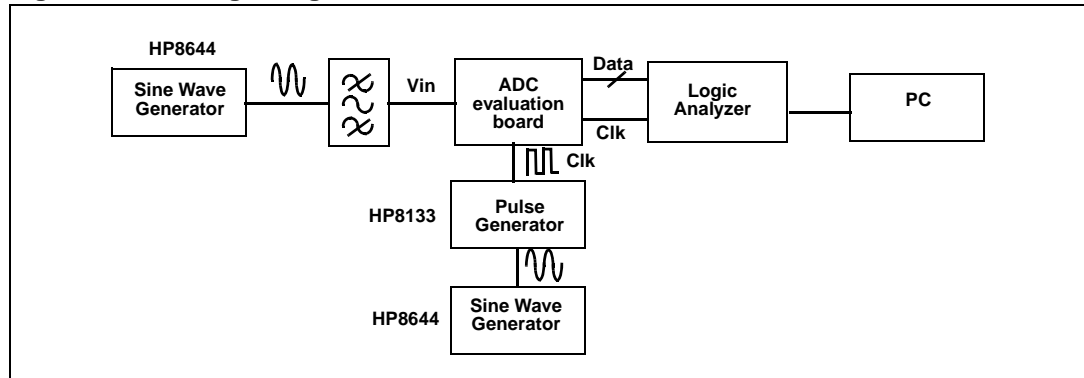 HP8644
Sine Wave
Generator
Vin
ADC
evaluation
board
Data
Clk
Logic
Analyzer
PC
Clk
HP8133
Pulse
Generator
HP8644
Sine Wave
Generator